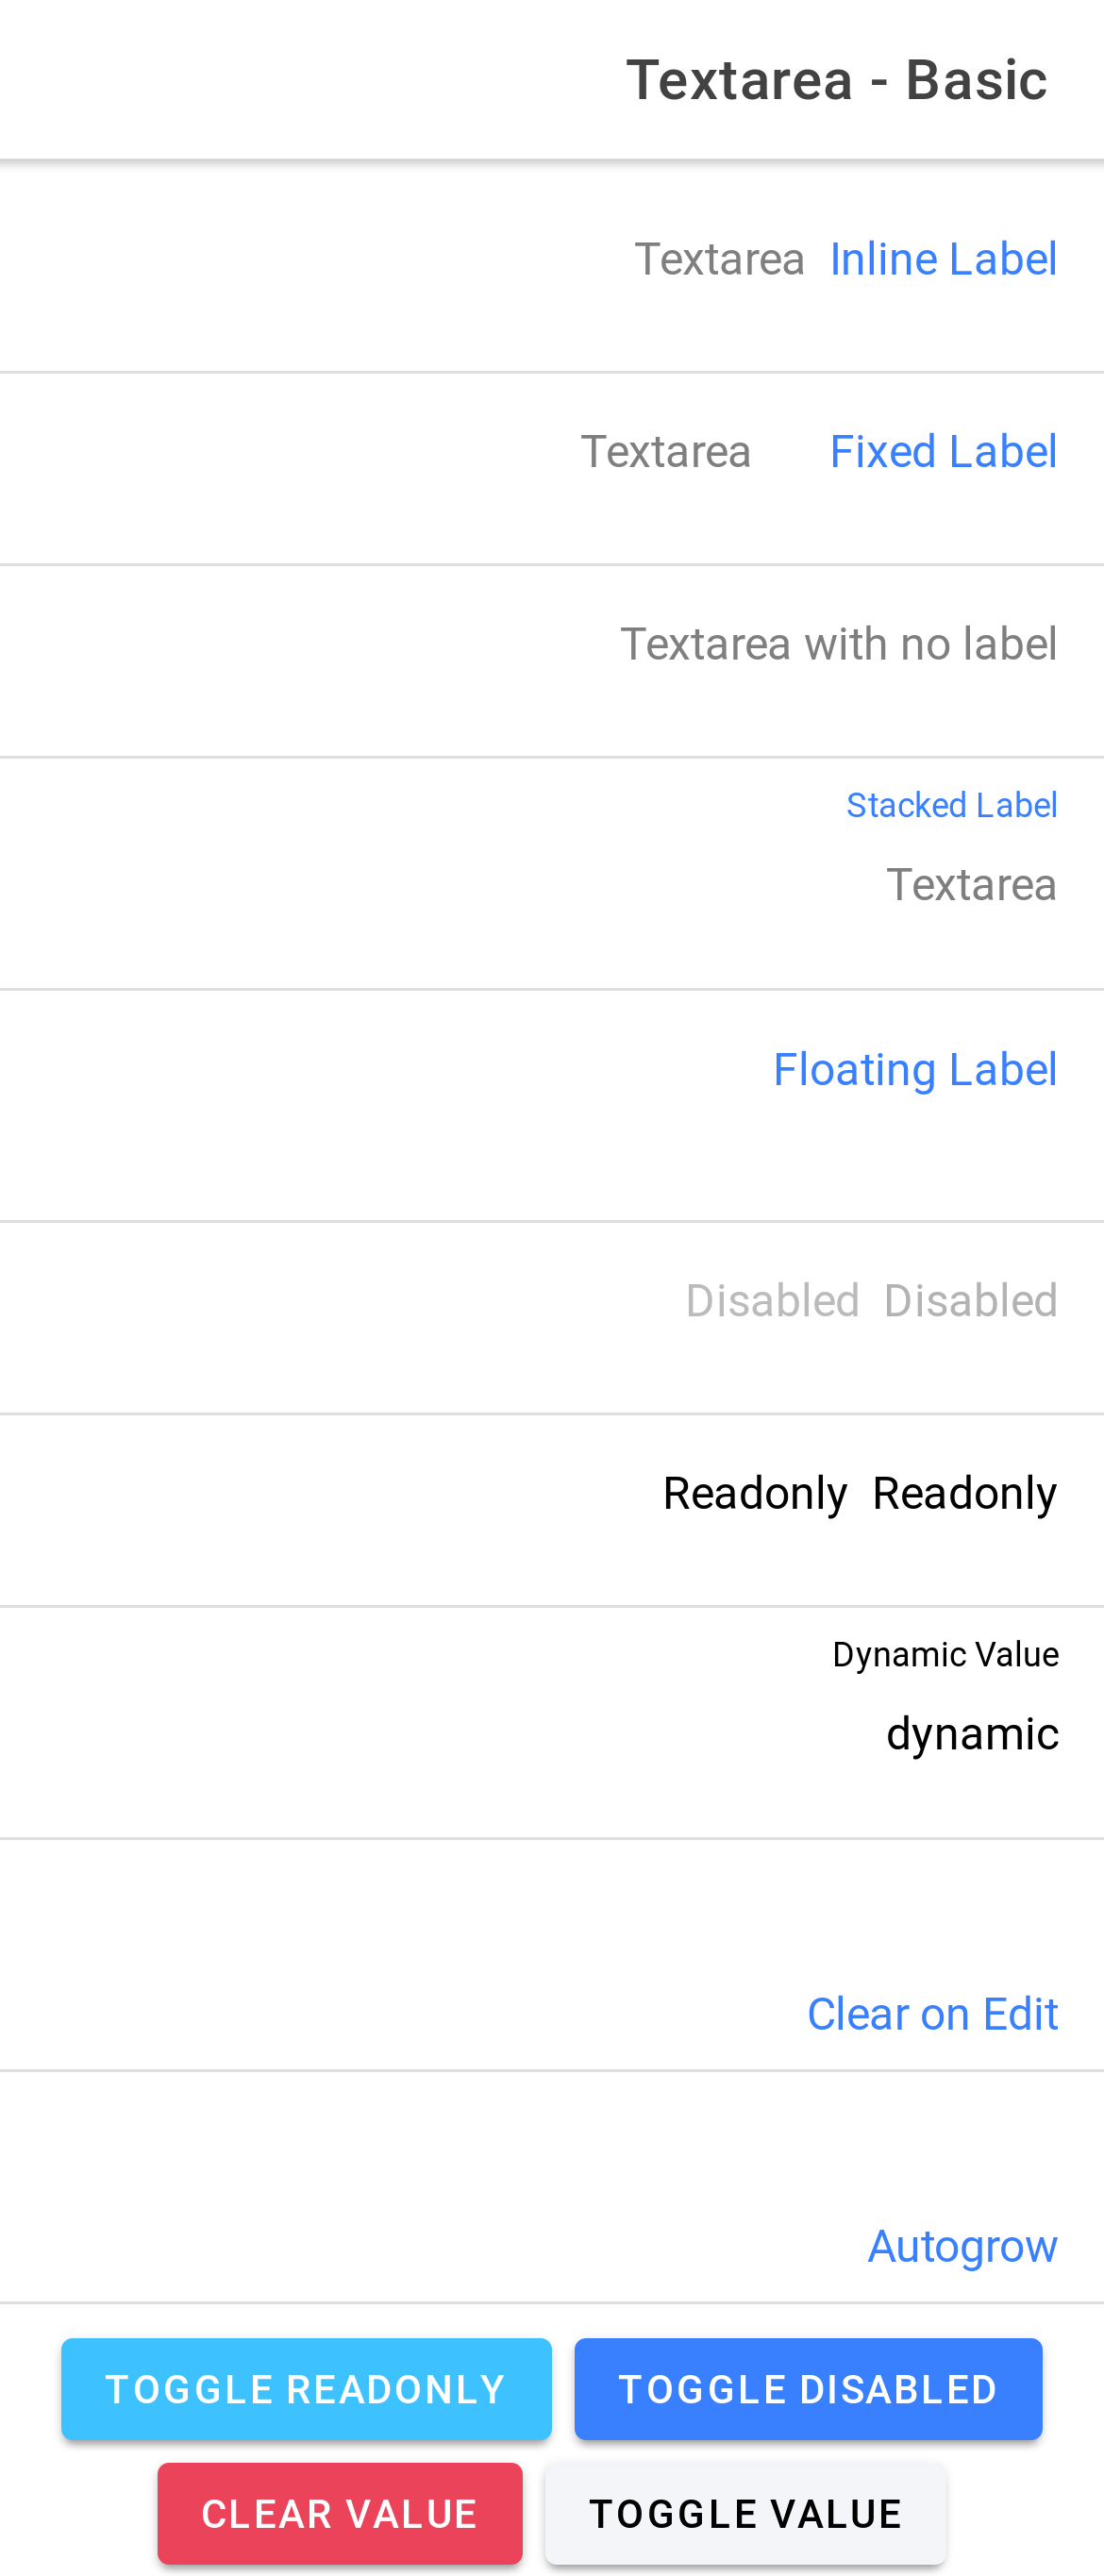 Textarea - Basic
Textarea Inline Label
Textarea Fixed Label
Textarea with no label
Stacked Label
Textarea
Floating Label
Disabled Disabled
Readonly Readonly
Dynamic Value
dynamic
Clear on Edit
Autogrow
TOGGLE READONLY TOGGLE DISABLED
CLEAR VALUE TOGGLE VALUE